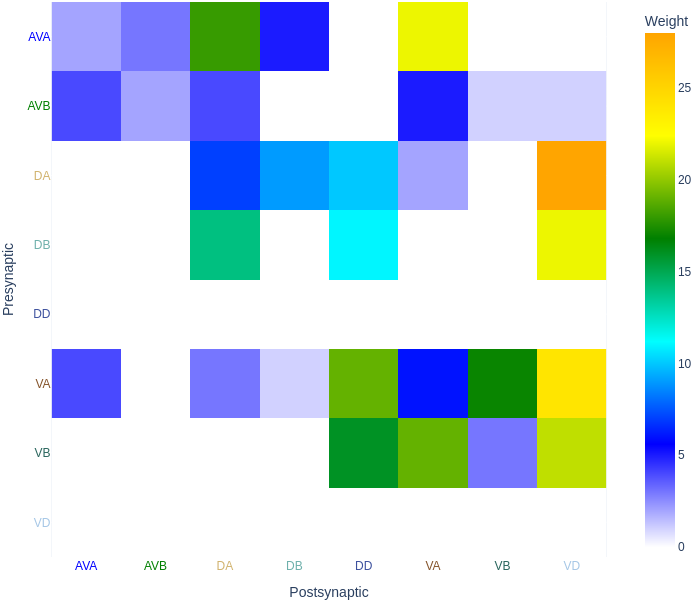 Weight
AVA
AVB
DA
DB
DD
VA
VB
VD
Presynaptic
AVA AVB DA DB DD VA VB VD
Postsynaptic
25
20
15
10
5
0